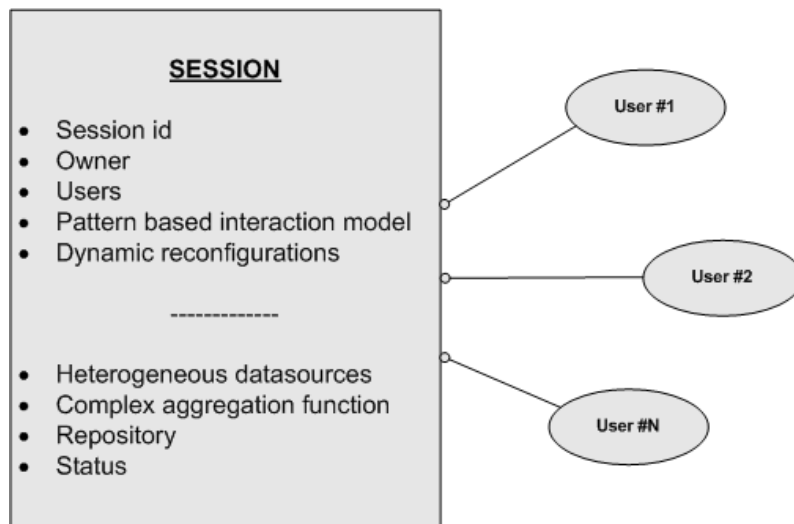 SESSION
• Session id
• Owner
• Users
• Pattern based interaction model
• Dynamic reconfigurations
-------------
• Heterogeneous datasources
• Complex aggregation function
• Repository
• Status
User #1
User #2
User #N